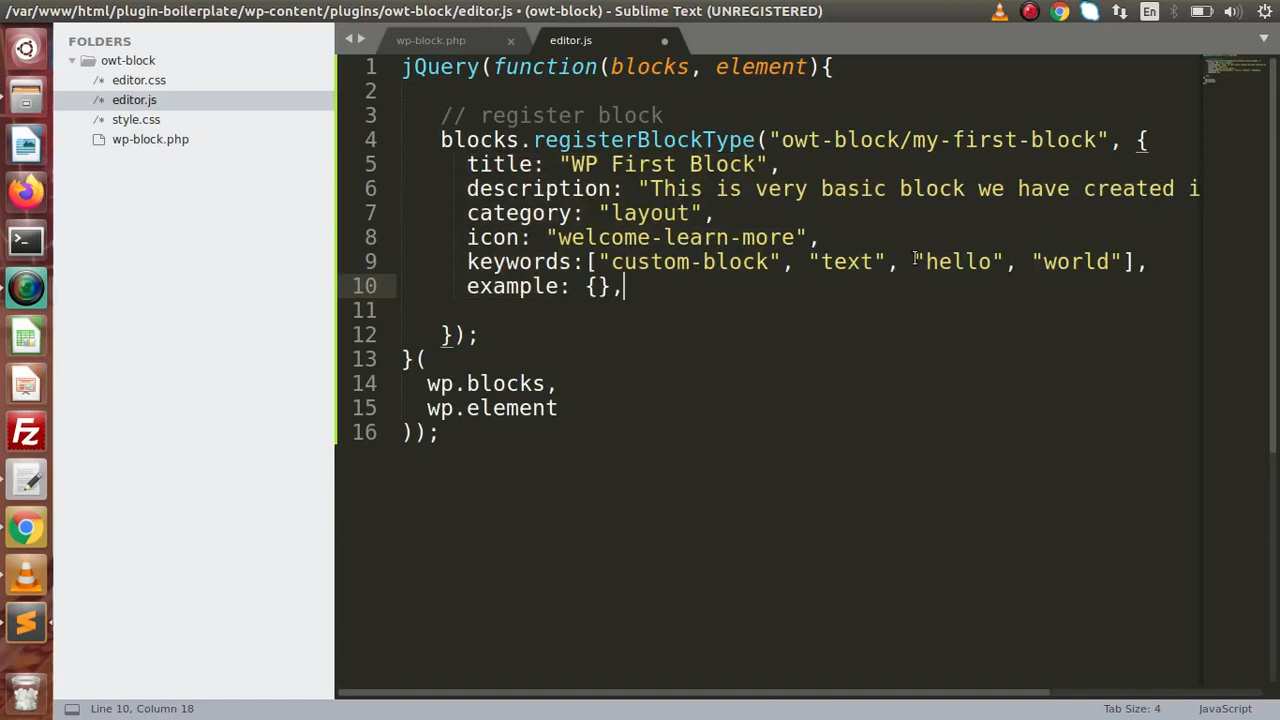 /var/www/html/plugin-boilerplate/wp-content/plugins/owt-block/editor.js • (owt-block) - Sublime Text (UNREGISTERED)
En
FOLDERS
owt-block
/* editor.css
/* editor.js
/* style.css
wp-block.php
wp-block.php ×
editor.js
1 jQuery(function(blocks, element){
2
3 // register block
4 blocks.registerBlockType("owt-block/my-first-block", {
5 title: "WP First Block",
6 description: "This is very basic block we have created i
7 category: "layout",
8 icon: "welcome-learn-more",
9 keywords:["custom-block", "text", "hello", "world"],
10 example: {},
11
12 });
13 }(
14 wp.blocks,
15 wp.element
16 ));
Line 10, Column 18
Tab Size: 4
JavaScript